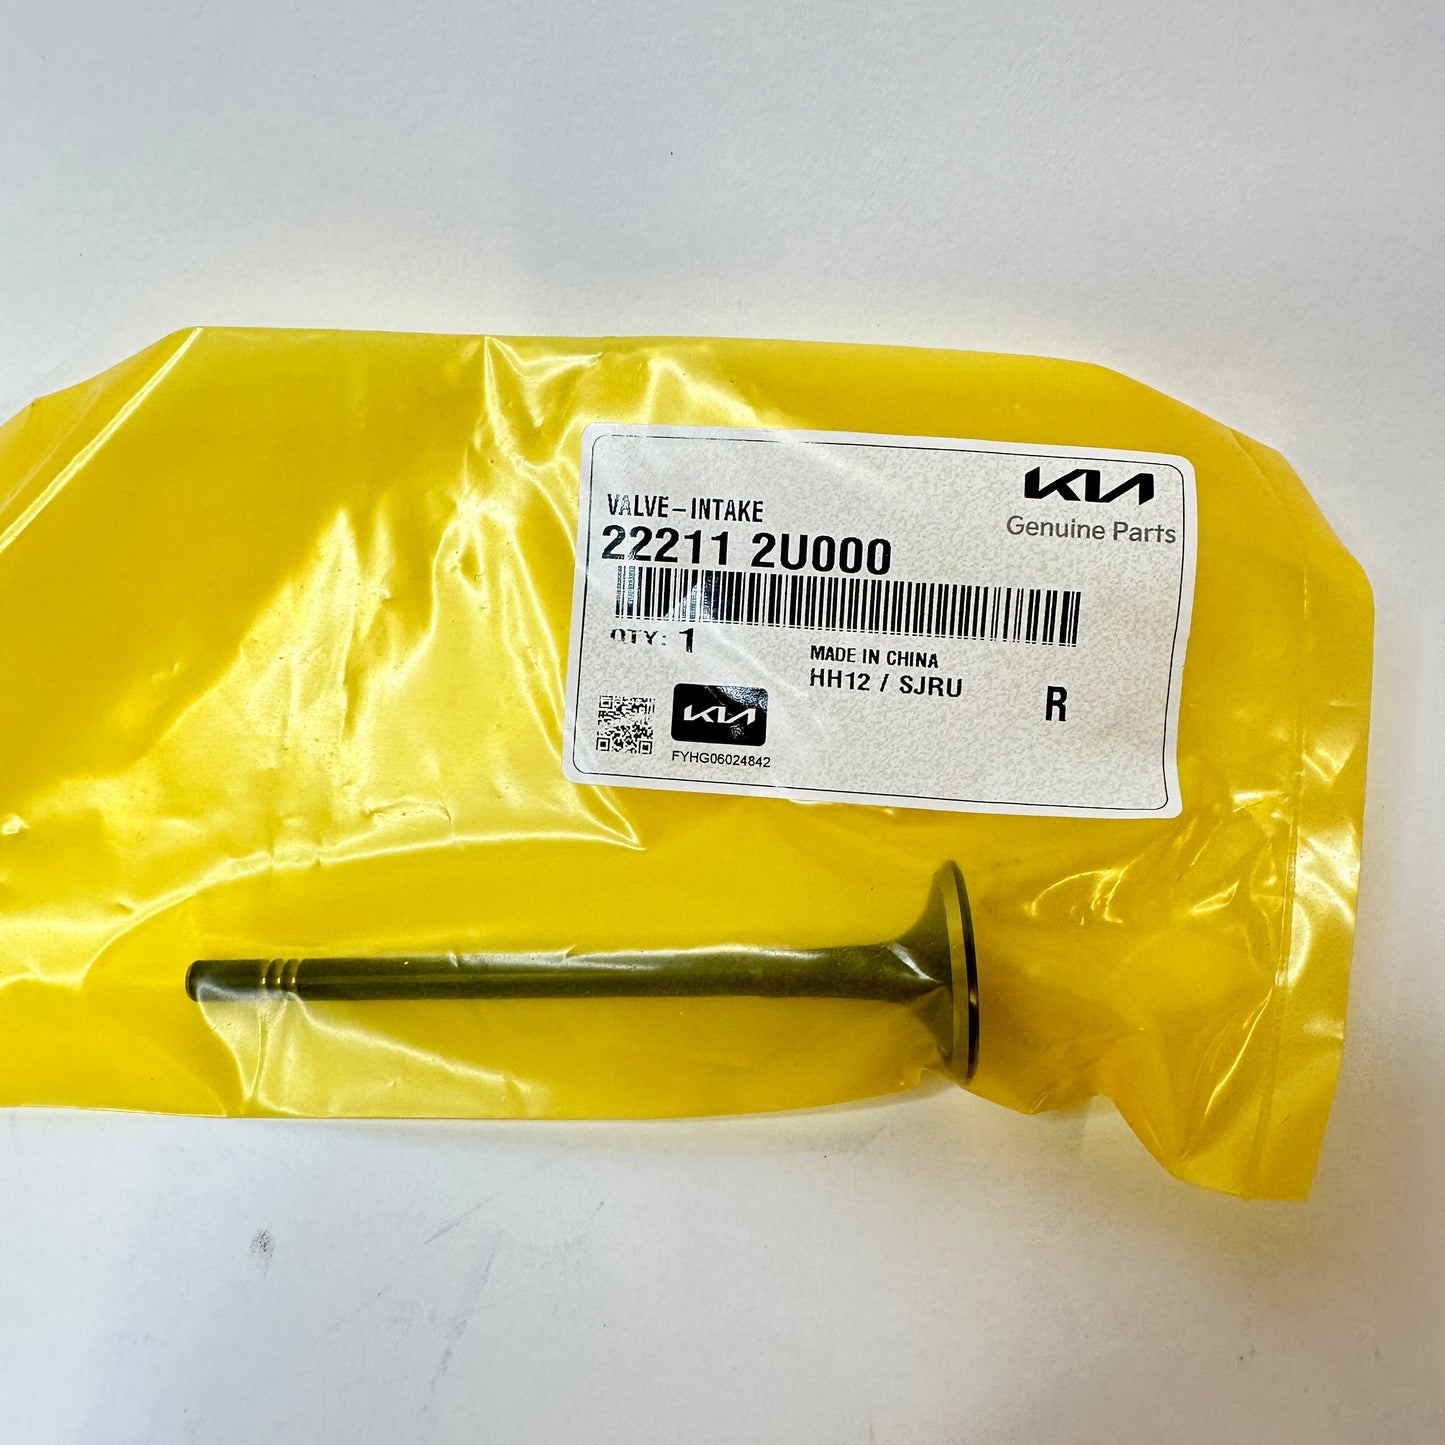 KIA
Genuine Parts
VALVE-INTAKE
22211 2U000
QTY: 1
MADE IN CHINA
HH12 / SJRU
R
KIA
FYHG06024842